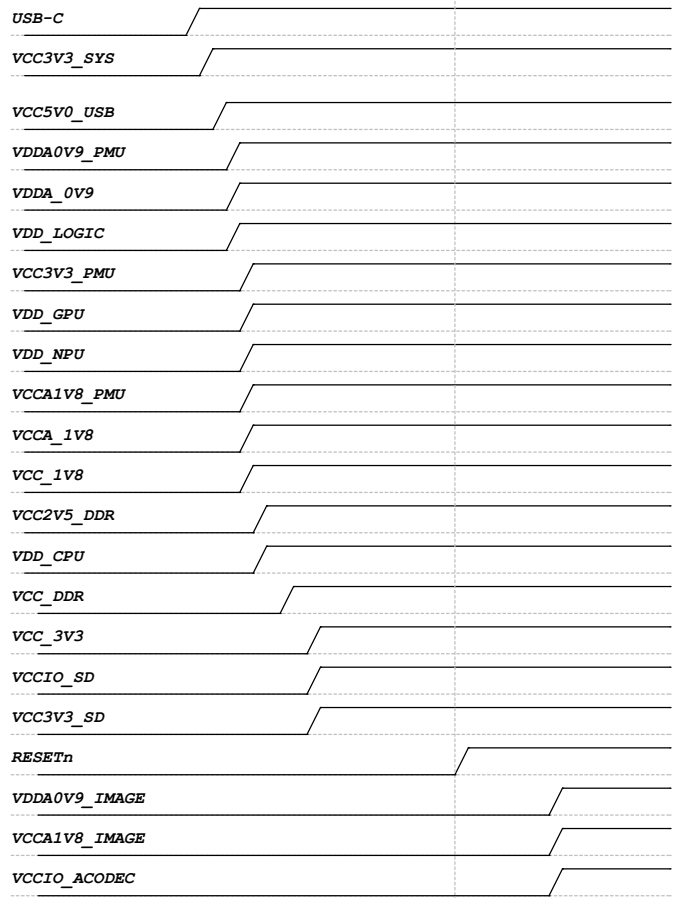 USB-C
VCC3V3_SYS
VCC5V0_USB
VDDA0V9_PMU
VDDA_0V9
VDD_LOGIC
VCC3V3_PMU
VDD_GPU
VDD_NPU
VCCA1V8_PMU
VCCA_1V8
VCC_1V8
VCC2V5_DDR
VDD_CPU
VCC_DDR
VCC_3V3
VCCIO_SD
VCC3V3_SD
RESETn
VDDA0V9_IMAGE
VCCA1V8_IMAGE
VCCIO_ACODEC